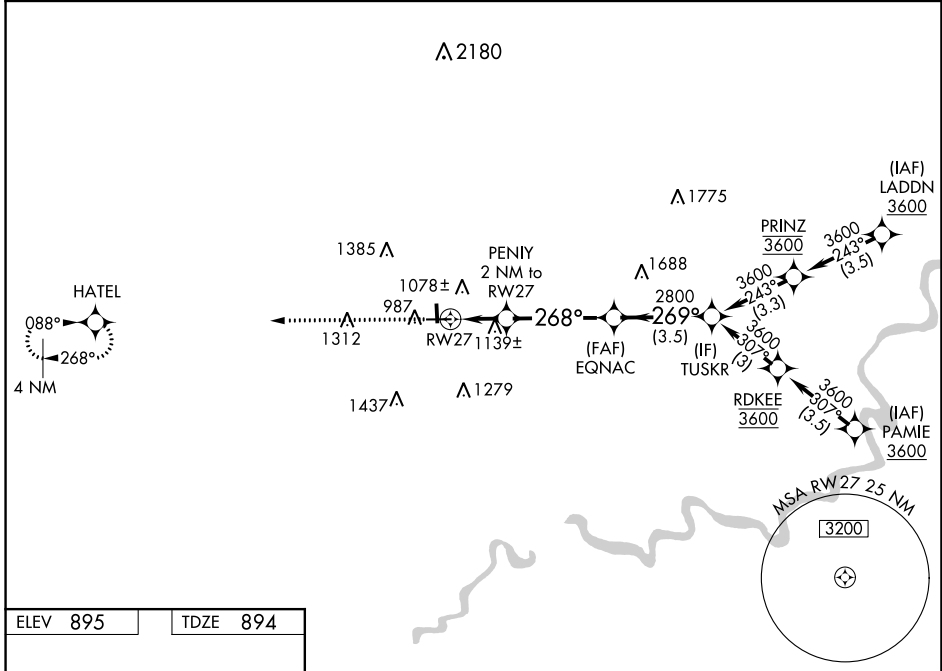 2180
(IAF)
LADDN
3600
1775
PRINZ
3600
3600
243°
(3.5)
1385
PENIY
2 NM to
RW27
1688
3600
243°
(3.3)
HATEL
1078±
987
2800
088°
268°
269°
(3.5)
1312
RW27
1139±
(FAF)
EQNAC
(IF)
TUSKR
3600
307°
(3)
268°
4 NM
1437
1279
RDKEE
3600
3600
307°
(3.5)
(IAF)
PAMIE
3600
MSA RW27 25 NM
3200
ELEV 895
TDZE 894